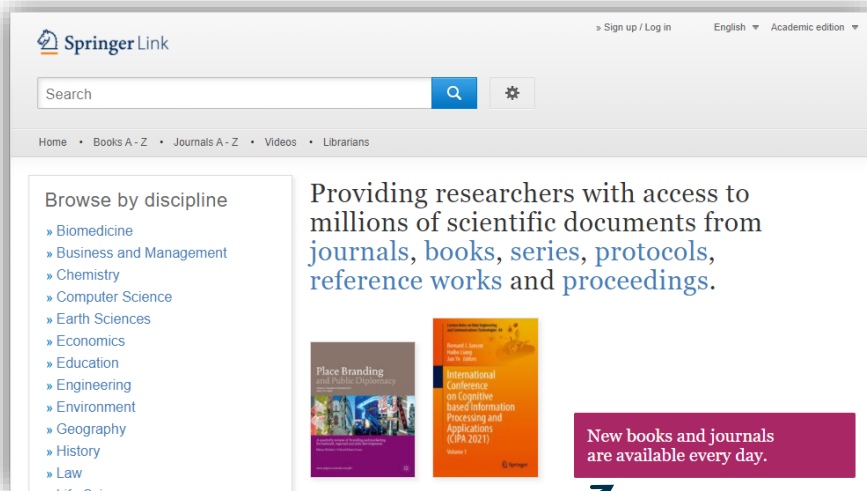 » Sign up / Log in English Academic edition
Springer Link
Search
Home • Books A - Z • Journals A - Z • Videos • Librarians
Browse by discipline
» Biomedicine
» Business and Management
» Chemistry
» Computer Science
» Earth Sciences
» Economics
» Education
» Engineering
» Environment
» Geography
» History
» Law
Providing researchers with access to
millions of scientific documents from
journals, books, series, protocols,
reference works and proceedings.
Place Branding
and Public Diplomacy
International
Conference
on Cognitive
based Information
Processing and
Applications
(CIPA 2021)
Volume 1
Springer
New books and journals
are available every day.